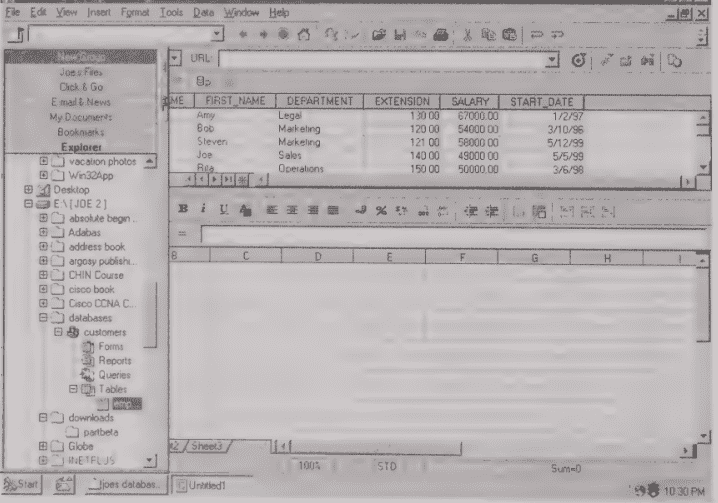 File Edit View Insert Format Tools Data Window Help
URL:
New Group
Joe's Files
Click & Go
E mail & News
My Documents
Bookmarks
Explorer
vacation photos
Win32App
Desktop
E:\ [JOE 2]
absolute begin...
Adabas
address book
argosy publishi...
CHIN Course
cisco book
Cisco CCNA C...
databases
customers
Forms
Reports
Queries
Tables
downloads
partbeta
Globe
INETFLJS
ME FIRST_NAME DEPARTMENT EXTENSION SALARY START_DATE
Amy Legal 130.00 67000.00 1/2/97
Bob Marketing 120.00 54000.00 3/10/96
Steven Marketing 121.00 58000.00 5/12/99
Joe Sales 140.00 49000.00 5/5/99
Rita Operations 150.00 50000.00 3/6/98
B i U A %
=
B C D E F G H I
Sheet3
100% STD Sum=0
Start joes databas... Untitled1 10:30 PM